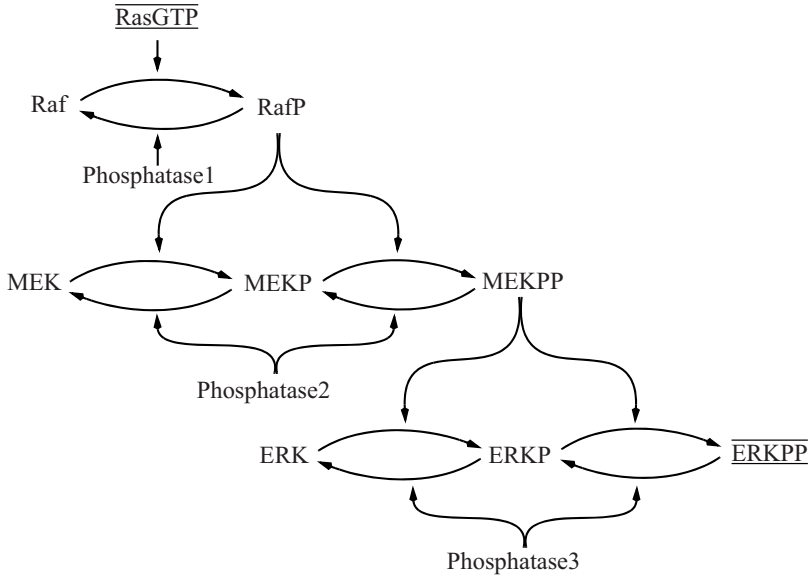 RasGTP
Raf
RafP
Phosphatase1
MEK
MEKP
MEKPP
Phosphatase2
ERK
ERKP
ERKPP
Phosphatase3